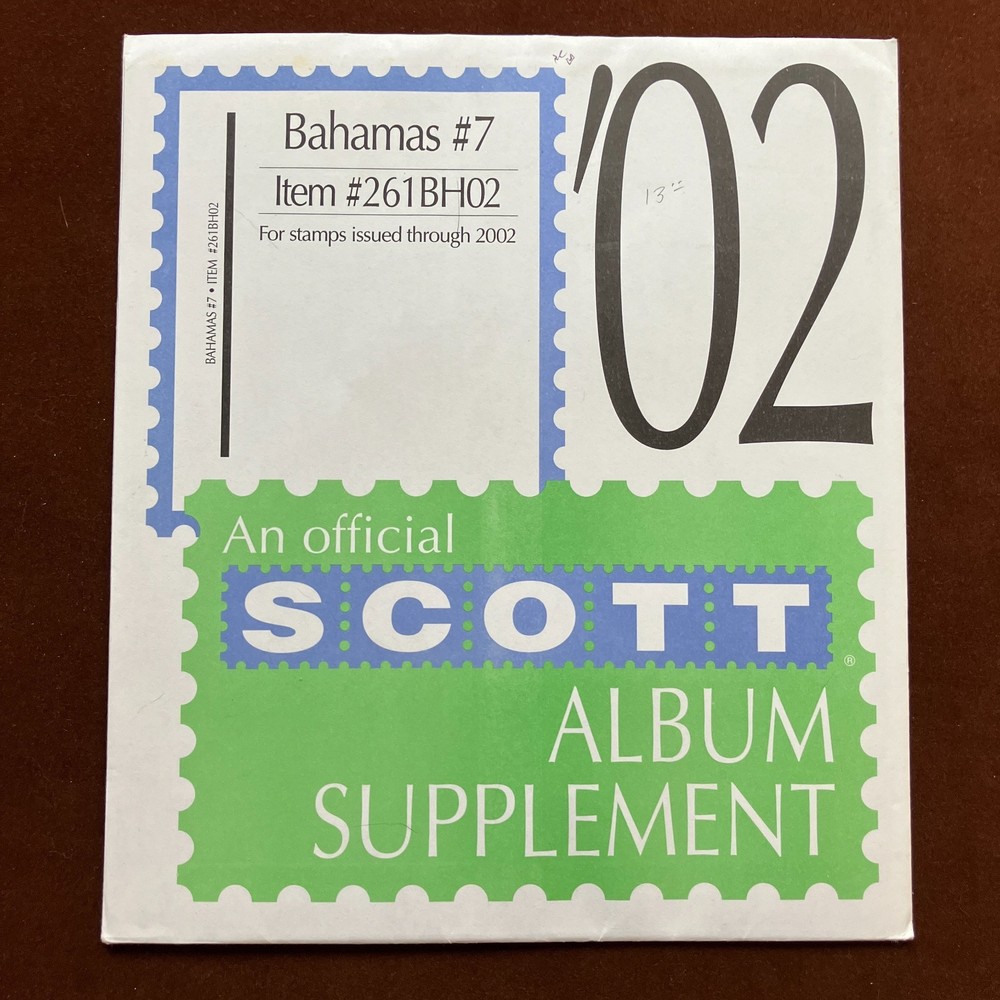 Bahamas #7
Item #261BH02
For stamps issued through 2002
BAHAMAS #7 • ITEM #261BH02
'02
13
An official
SCOTT
®
ALBUM
SUPPLEMENT